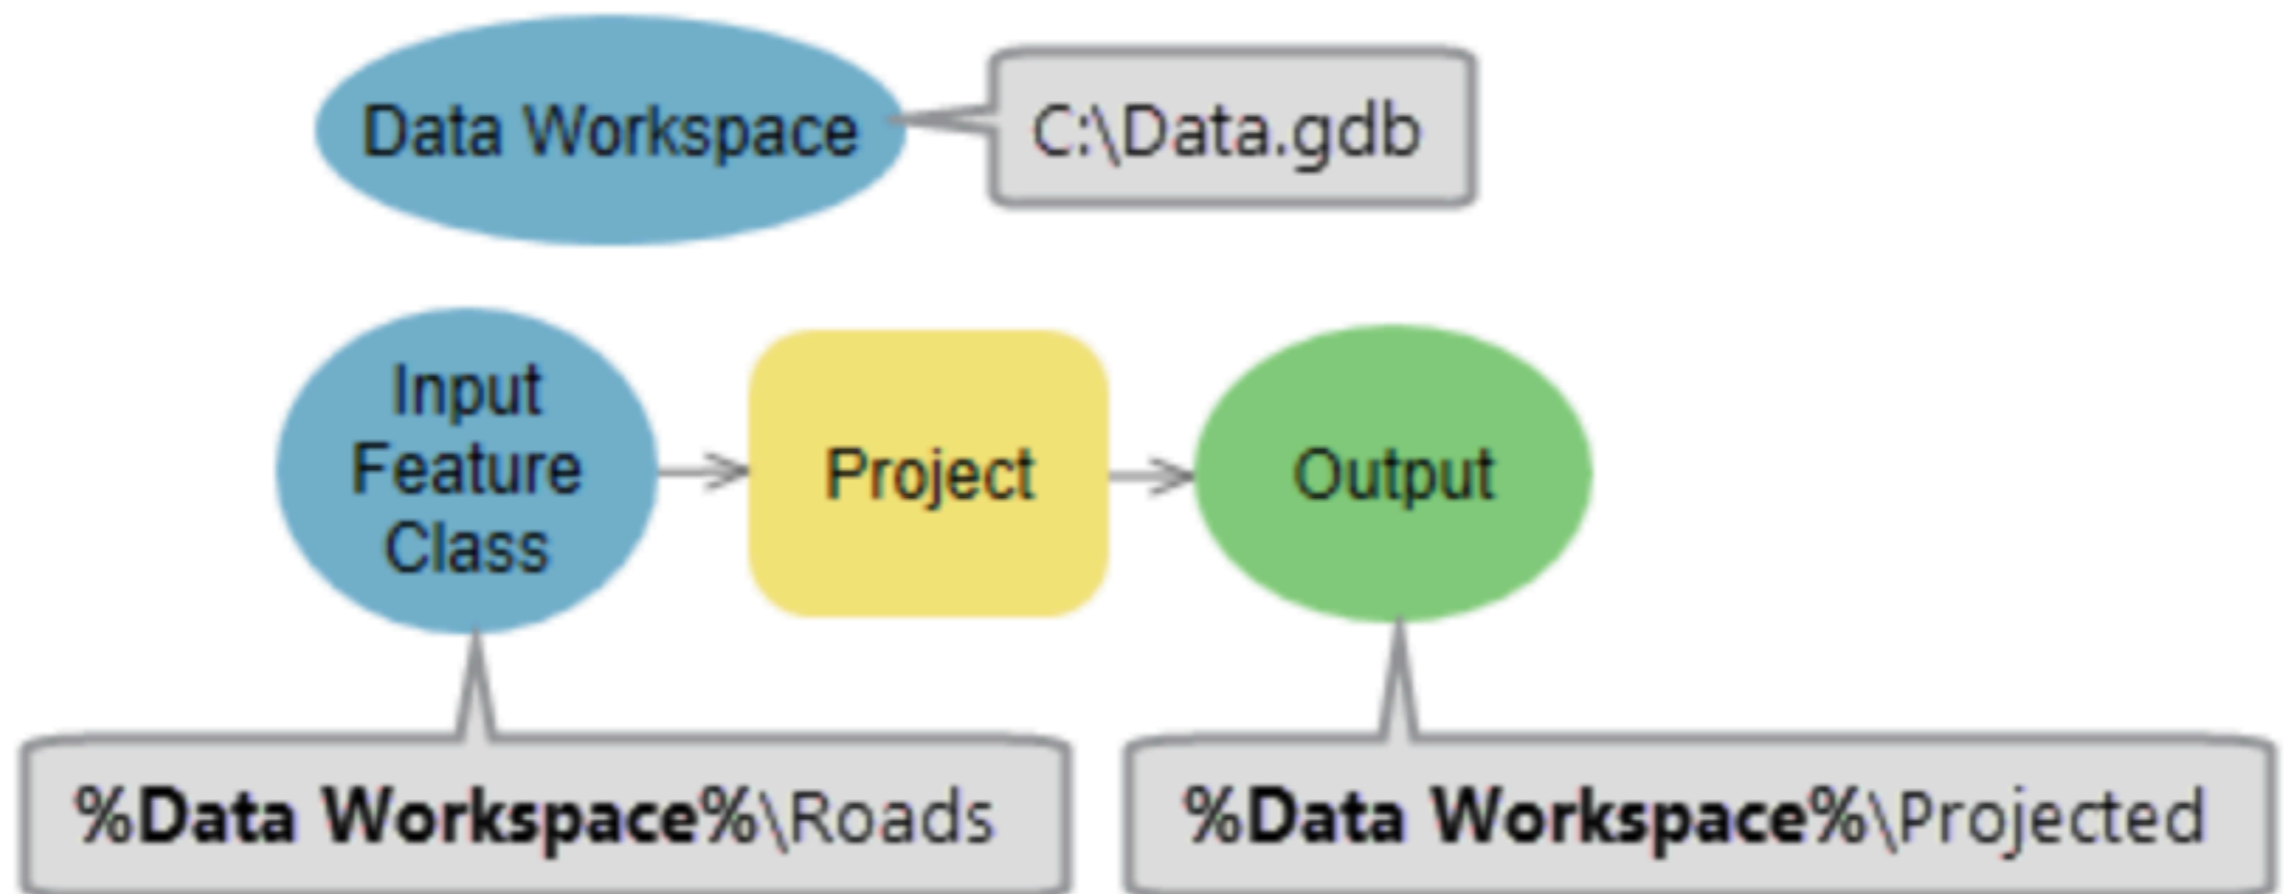 Data Workspace
C:\Data.gdb
Input
Feature
Class
Project
Output
%Data Workspace%\Roads
%Data Workspace%\Projected